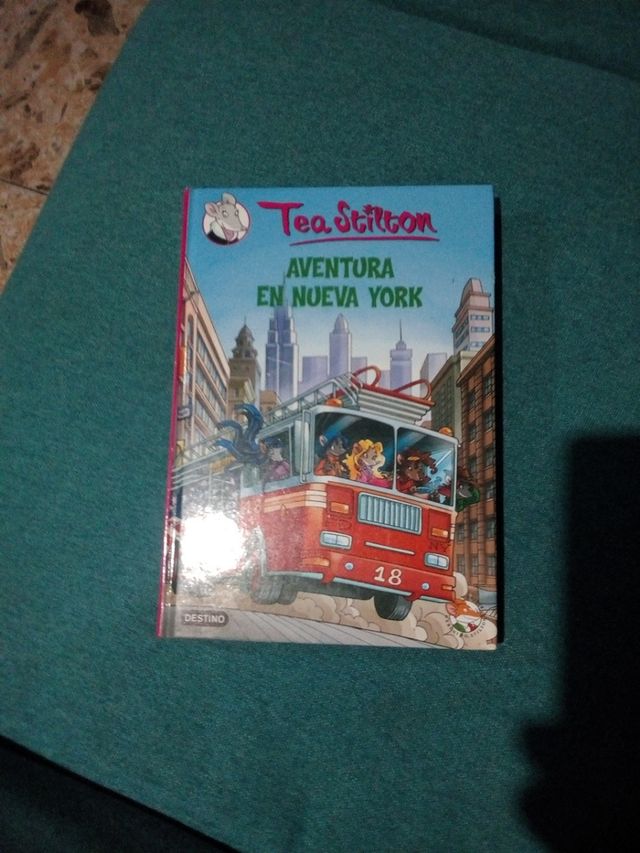 Tea Stilton
AVENTURA
EN NUEVA YORK
18
DESTINO